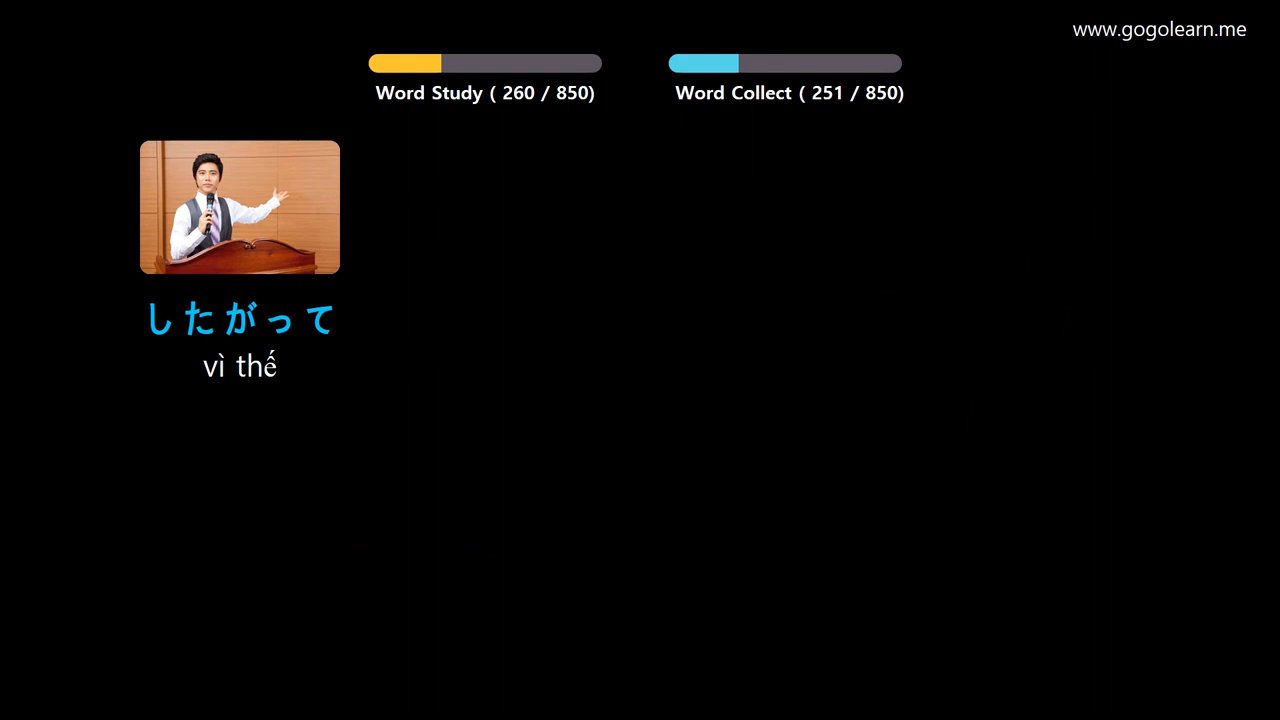 www.gogolearn.me
Word Study ( 260 / 850)
Word Collect ( 251 / 850)
したがって
vì thế